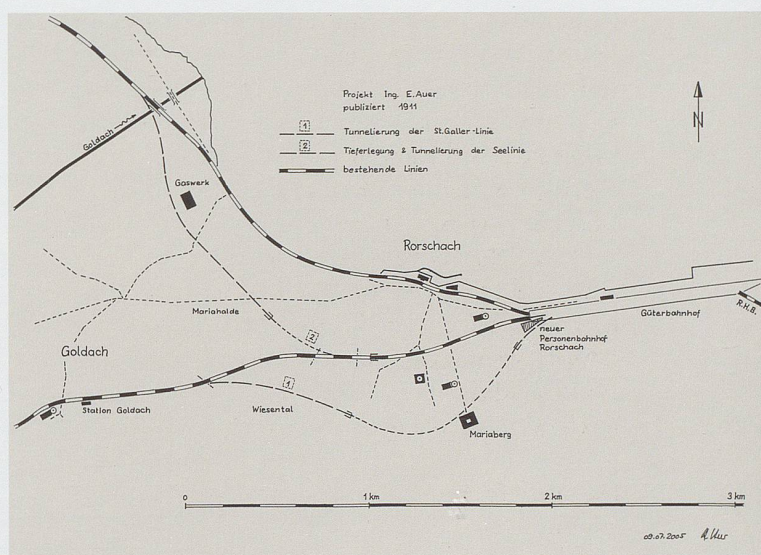 Projekt Ing. E. Auer
publiziert 1911
1
Tunnelierung der St.Galler-Linie
2
Tieferlegung & Tunnelierung der Seelinie
bestehende Linien
N
Goldach
Gaswerk
Rorschach
Mariahalde
Güterbahnhof
R.H.B.
neuer
Personenbahnhof
Rorschach
2
Goldach
1
Station Goldach
Wiesental
Mariaberg
0 1 km 2 km 3 km
09.07.2005